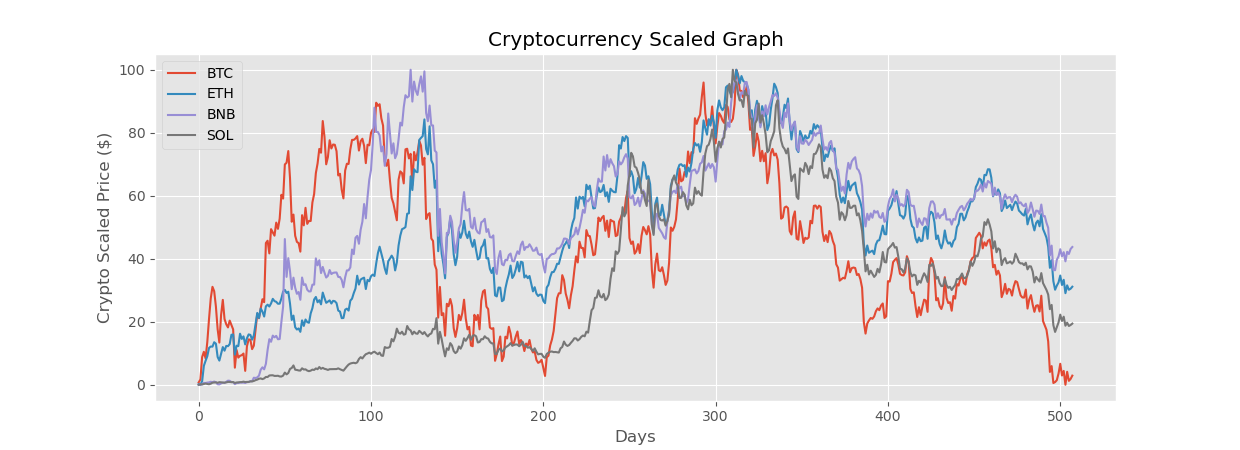 Cryptocurrency Scaled Graph
BTC
ETH
BNB
SOL
Crypto Scaled Price ($)
100
80
60
40
20
0
0 100 200 300 400 500
Days